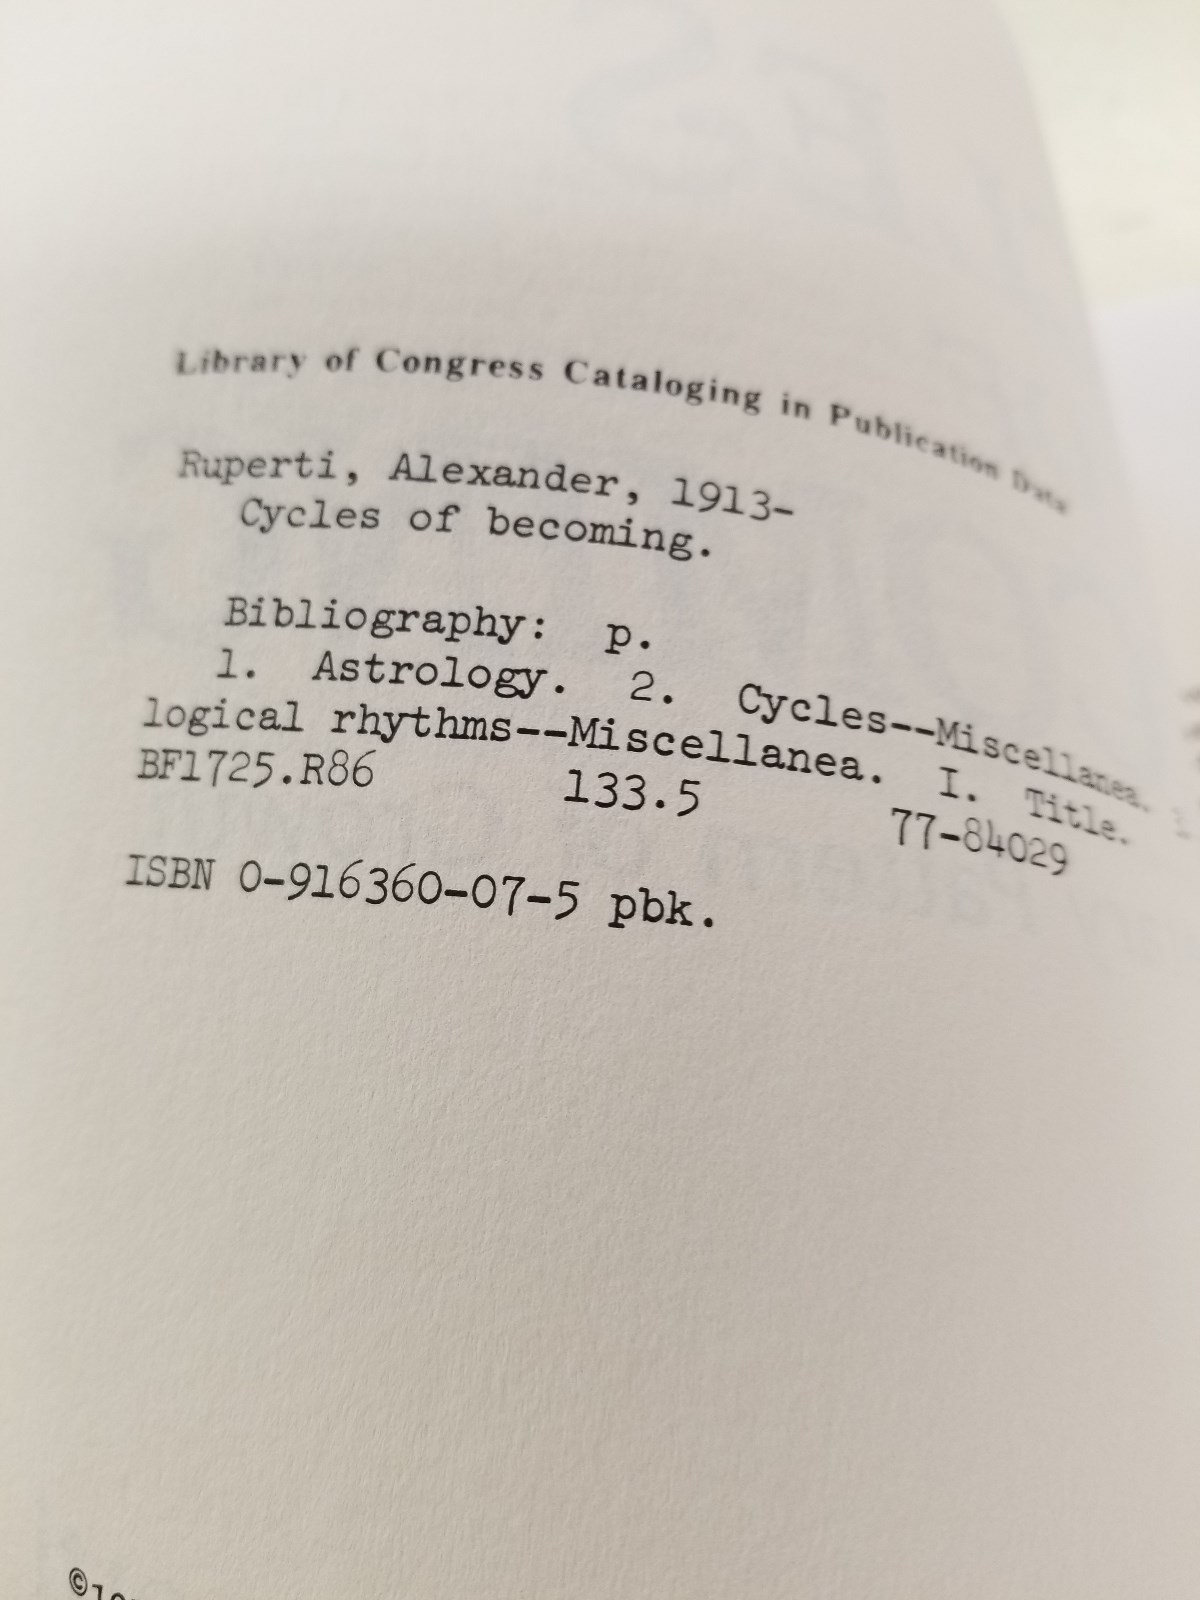 Library of Congress Cataloging in Publication Data
Ruperti, Alexander, 1913-
Cycles of becoming.
Bibliography: p.
1. Astrology. 2. Cycles--Miscellanea.
logical rhythms--Miscellanea. I. Title.
BF1725.R86 133.5 77-84029
ISBN 0-916360-07-5 pbk.
©